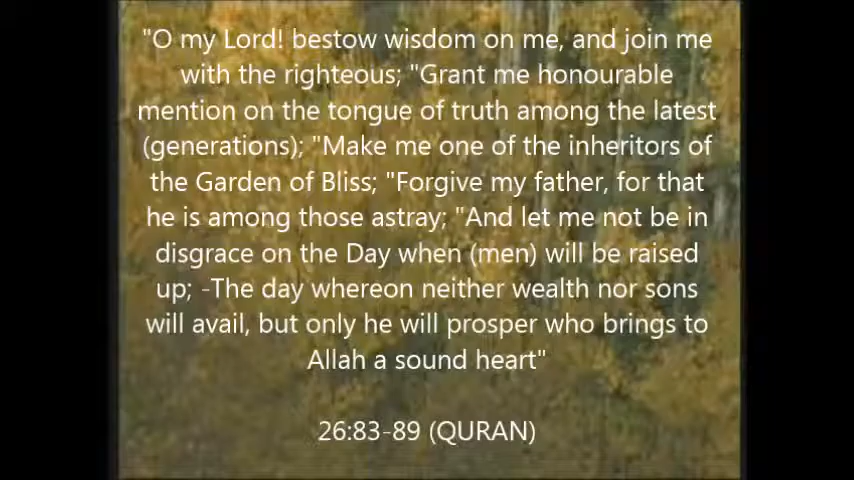 "O my Lord! bestow wisdom on me, and join me
with the righteous; "Grant me honourable
mention on the tongue of truth among the latest
(generations); "Make me one of the inheritors of
the Garden of Bliss; "Forgive my father, for that
he is among those astray; "And let me not be in
disgrace on the Day when (men) will be raised
up; -The day whereon neither wealth nor sons
will avail, but only he will prosper who brings to
Allah a sound heart"
26:83-89 (QURAN)